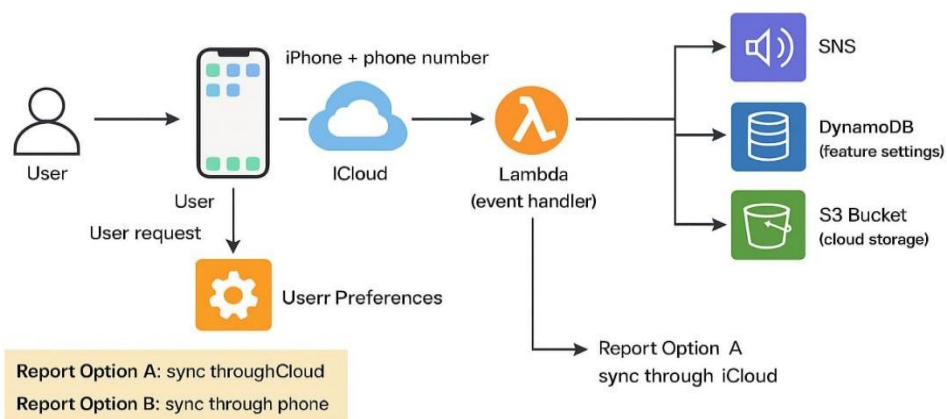 iPhone + phone number
User
ICloud
Lambda
(event handler)
SNS
DynamoDB
(feature settings)
S3 Bucket
(cloud storage)
User
User request
Userr Preferences
Report Option A: sync throughCloud
Report Option B: sync through phone
Report Option A
sync through iCloud